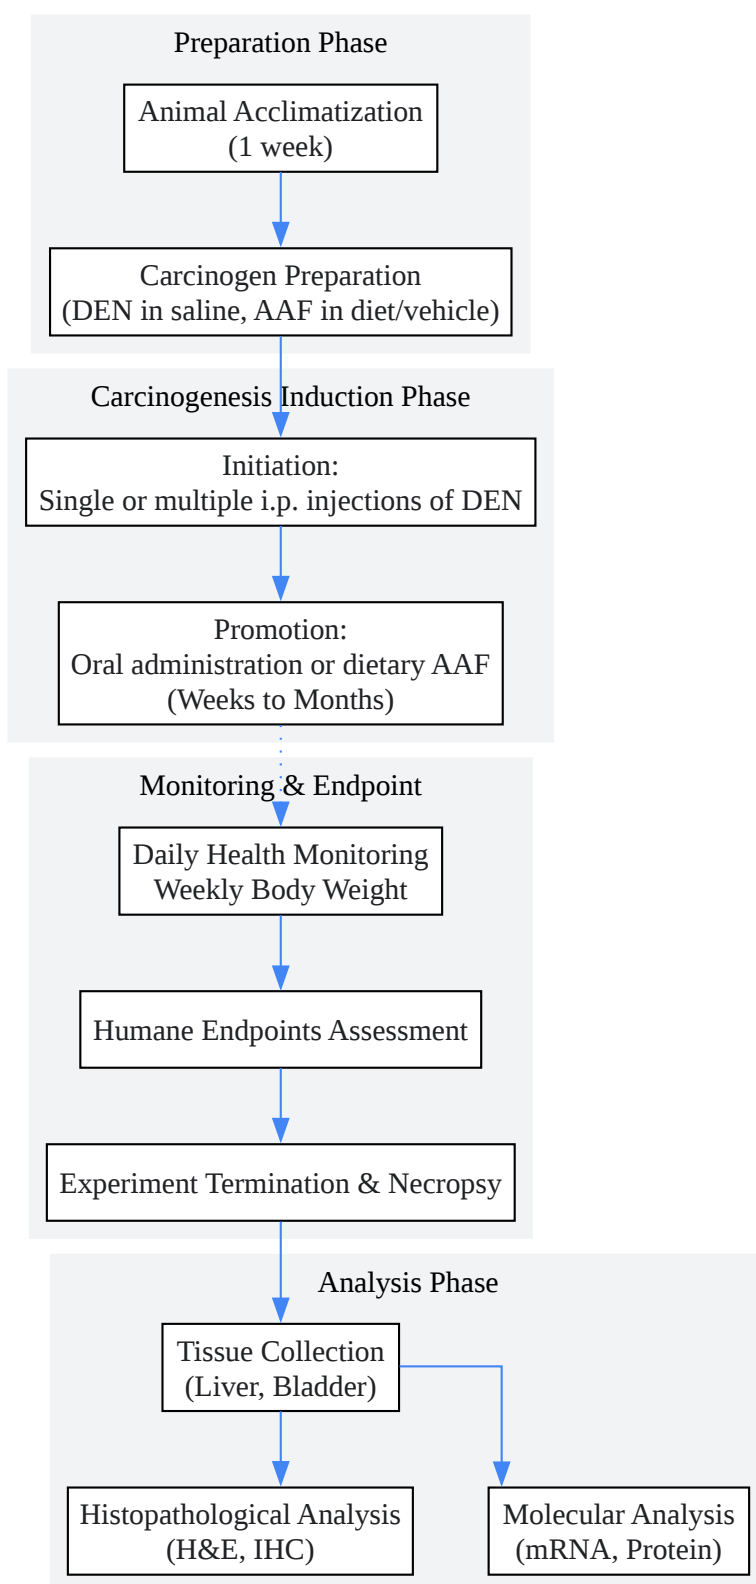 Preparation Phase
Animal Acclimatization
(1 week)
Carcinogen Preparation
(DEN in saline, AAF in diet/vehicle)
Carcinogenesis Induction Phase
Initiation:
Single or multiple i.p. injections of DEN
Promotion:
Oral administration or dietary AAF
(Weeks to Months)
Monitoring & Endpoint
Daily Health Monitoring
Weekly Body Weight
Humane Endpoints Assessment
Experiment Termination & Necropsy
Analysis Phase
Tissue Collection
(Liver, Bladder)
Histopathological Analysis
(H&E, IHC)
Molecular Analysis
(mRNA, Protein)